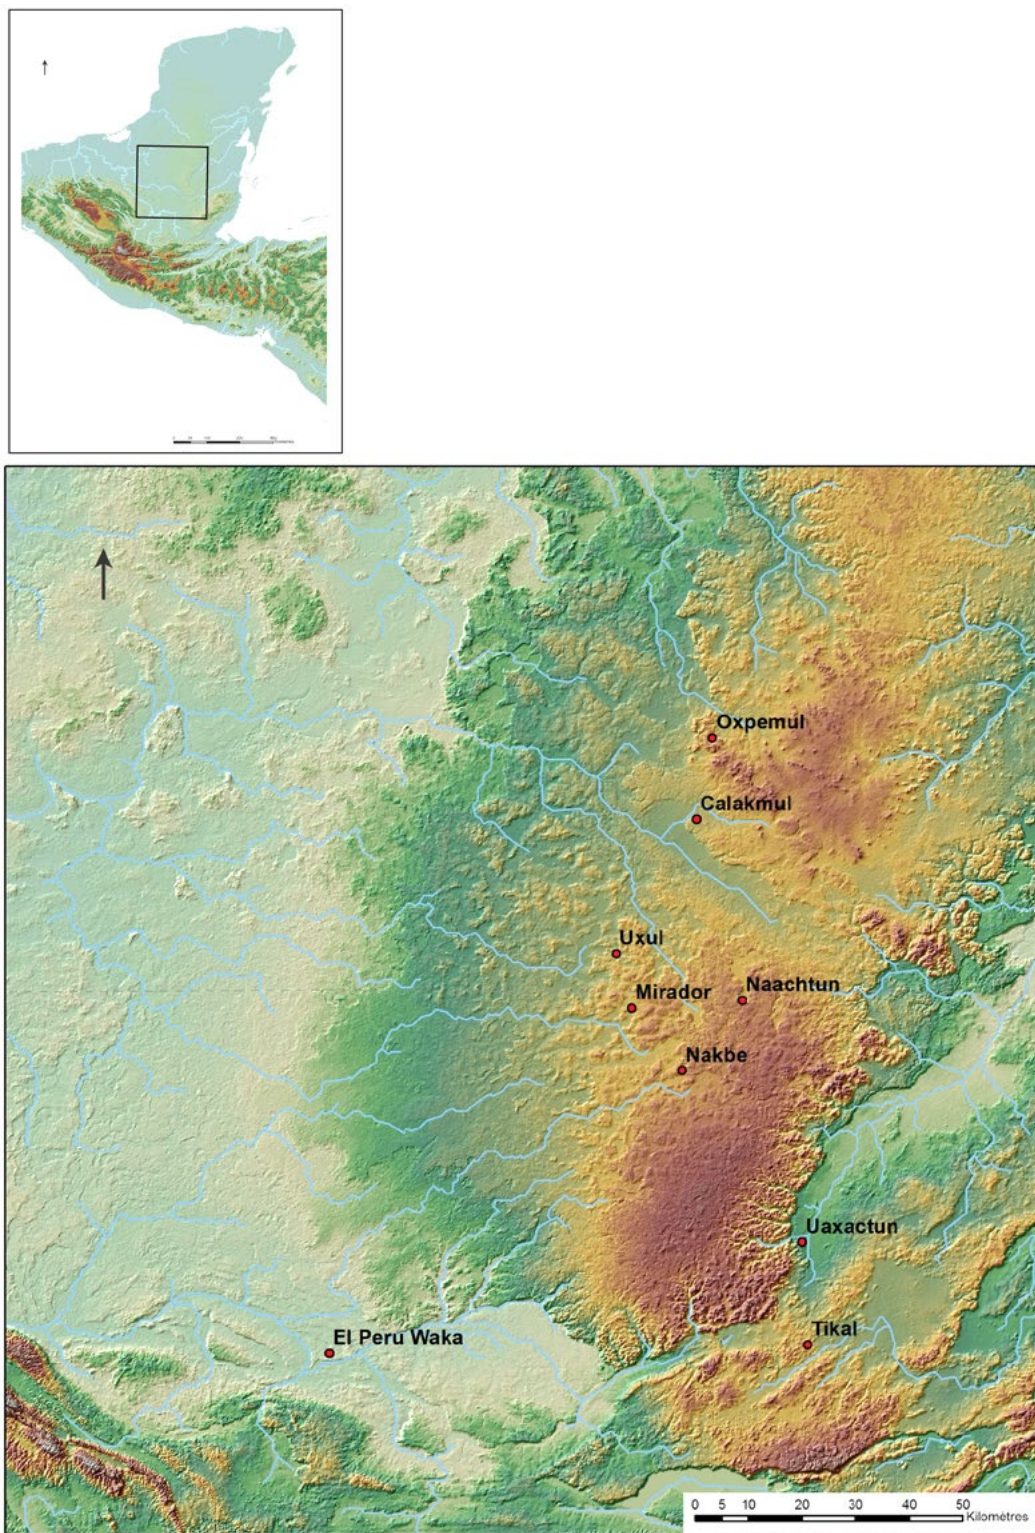 Oxpemul
Calakmul
Uxul
Mirador
Naachtun
Nakbe
Uaxactun
El Peru Waka
Tikal
0 5 10 20 30 40 50
Kilomètres